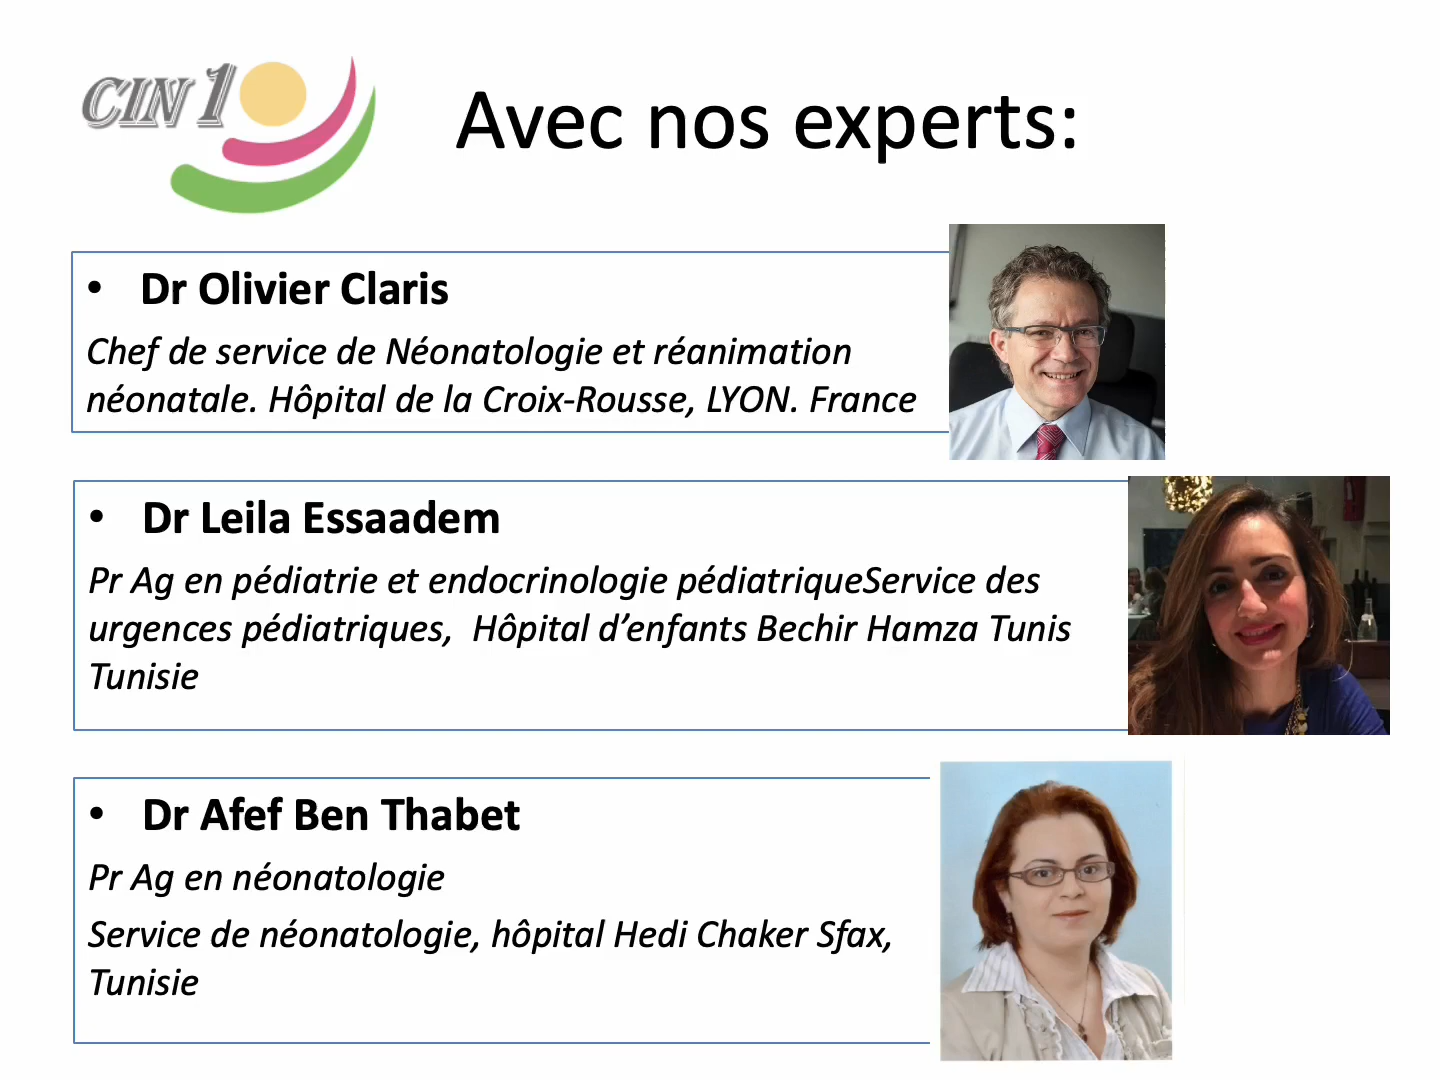 CIN 1
Avec nos experts:
• Dr Olivier Claris
Chef de service de Néonatologie et réanimation
néonatale. Hôpital de la Croix-Rousse, LYON. France
• Dr Leila Essaadem
Pr Ag en pédiatrie et endocrinologie pédiatriqueService des
urgences pédiatriques,  Hôpital d’enfants Bechir Hamza Tunis
Tunisie
• Dr Afef Ben Thabet
Pr Ag en néonatologie
Service de néonatologie, hôpital Hedi Chaker Sfax,
Tunisie